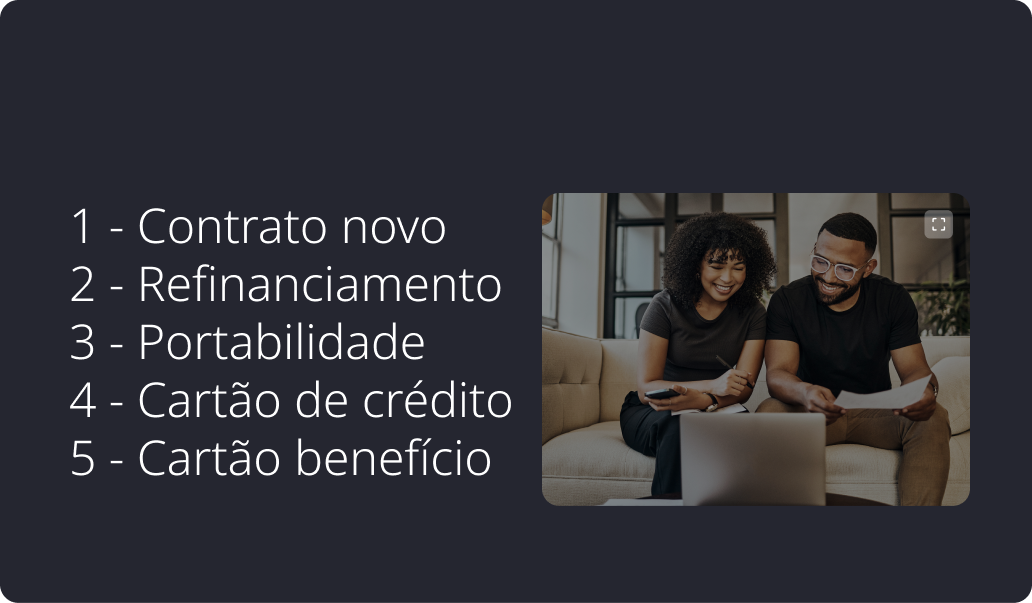 1 - Contrato novo
2 - Refinanciamento
3 - Portabilidade
4 - Cartão de crédito
5 - Cartão benefício